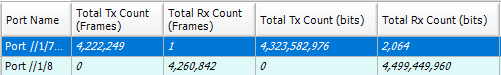 Port Name Total Tx Count (Frames) Total Rx Count (Frames) Total Tx Count (bits) Total Rx Count (bits)
Port //1/7... 4,222,249 1 4,323,582,976 2,064
Port //1/8 0 4,260,842 0 4,499,449,960